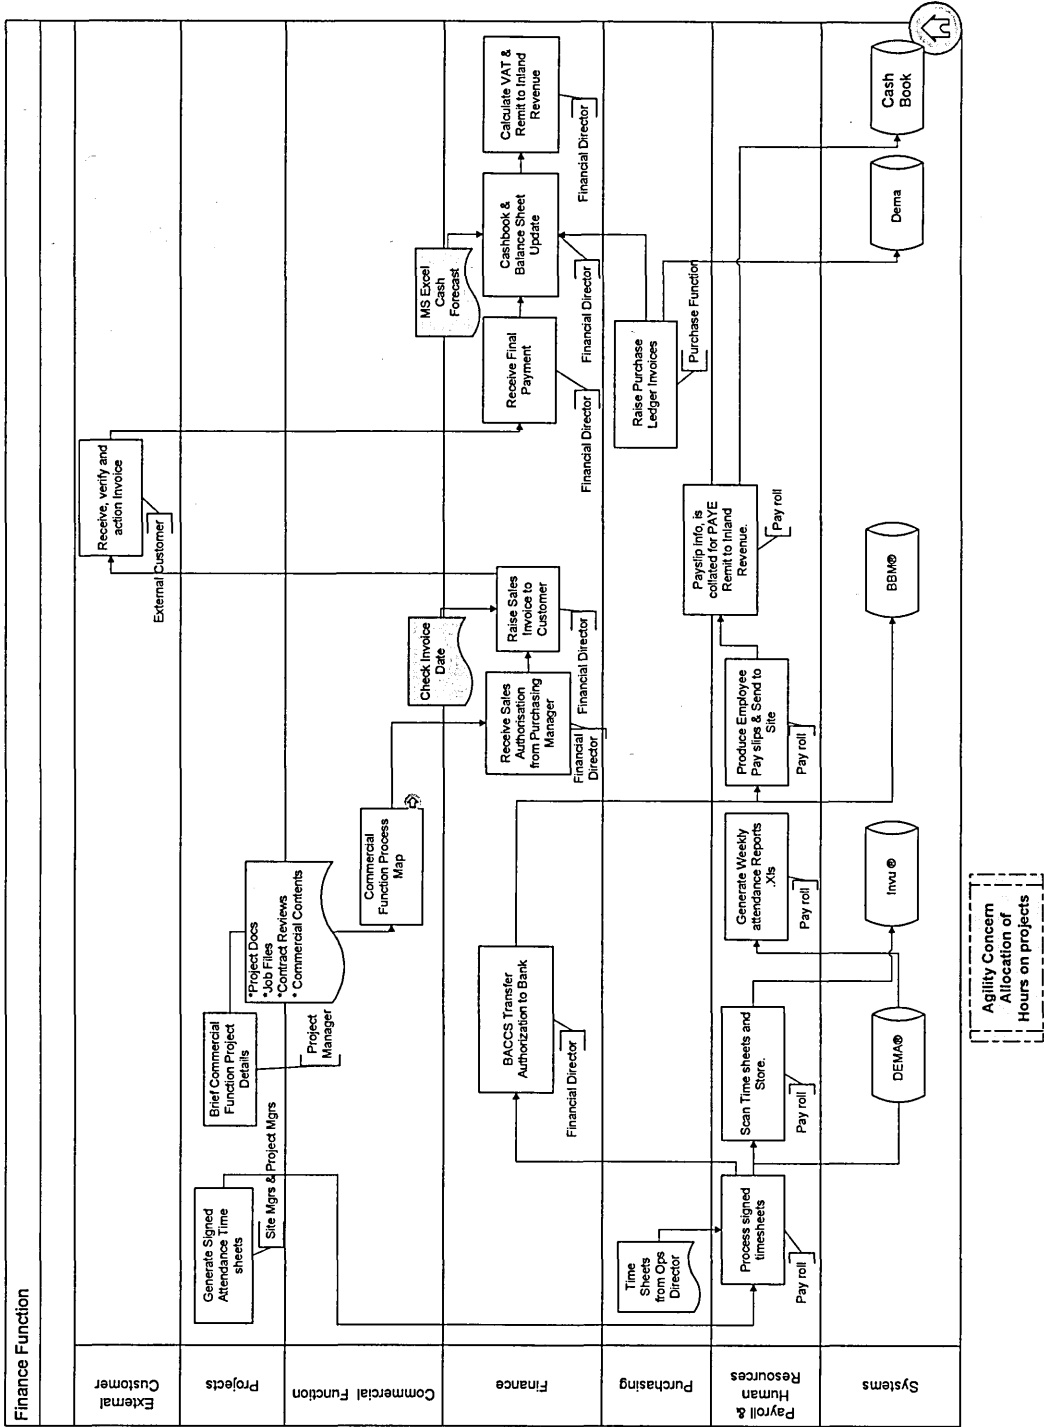 Finance Function
External
Customer
Projects
Commercial Function
Finance
Purchasing
Payroll &
Human
Resources
Systems
Receive, verify and
action Invoice
External Customer
Generate Signed
Attendance Time
sheets
Site Mgrs & Project Mgrs
Brief Commercial
Function Project
Details
Project
Manager
*Project Docs
*Job Files
*Contract Reviews
* Commercial Contents
Commercial
Function Process
Map
Check Invoice
Date
MS Excel
Cash
Forecast
BACCS Transfer
Authorization to Bank
Financial Director
Receive Sales
Authorisation
from Purchasing
Manager
Financial
Director
Raise Sales
Invoice to
Customer
Financial Director
Receive Final
Payment
Financial Director
Cashbook &
Balance Sheet
Update
Financial Director
Calculate VAT &
Remit to Inland
Revenue
Financial Director
Time
Sheets
from Ops
Director
Raise Purchase
Ledger Invoices
Purchase Function
Process signed
timesheets
Pay roll
Scan Time sheets and
Store.
Pay roll
Generate Weekly
attendance Reports
.Xls
Pay roll
Produce Employee
Pay slips & Send to
Site
Pay roll
Payslip info, is
collated for PAYE
Remit to Inland
Revenue.
Pay roll
DEMA®
Invu ®
BBM®
Dema
Cash
Book
Agility Concern
Allocation of
Hours on projects